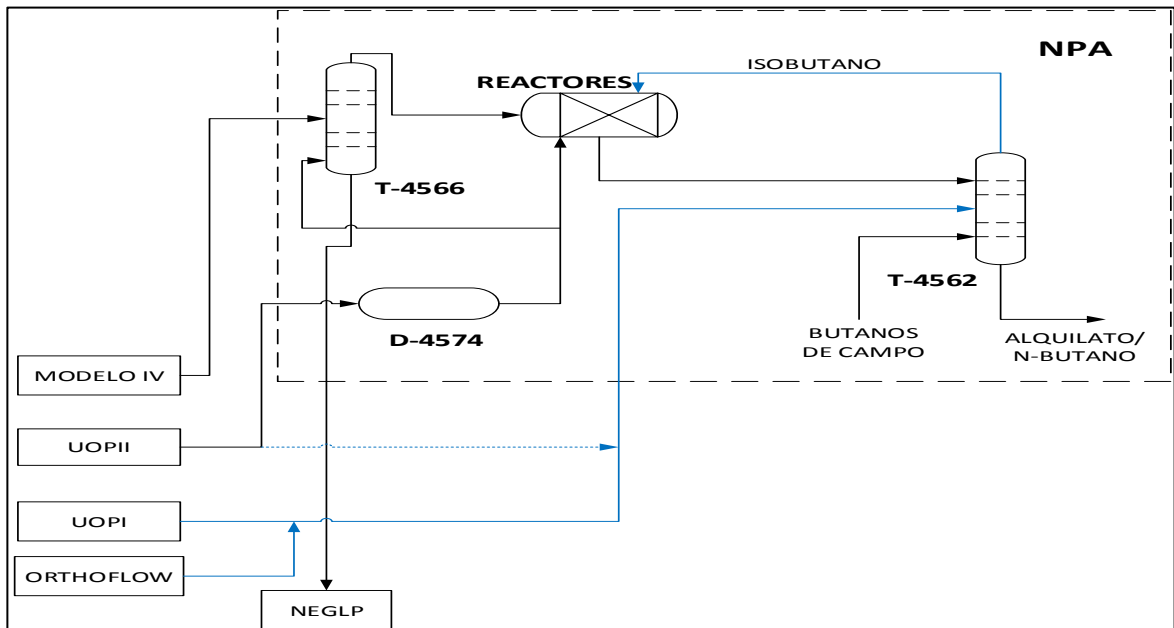 NPA
ISOBUTANO
REACTORES
T-4566
T-4562
D-4574
BUTANOS
DE CAMPO
ALQUILATO/
N-BUTANO
MODELO IV
UOPII
UOPI
ORTHOFLOW
NEGLP